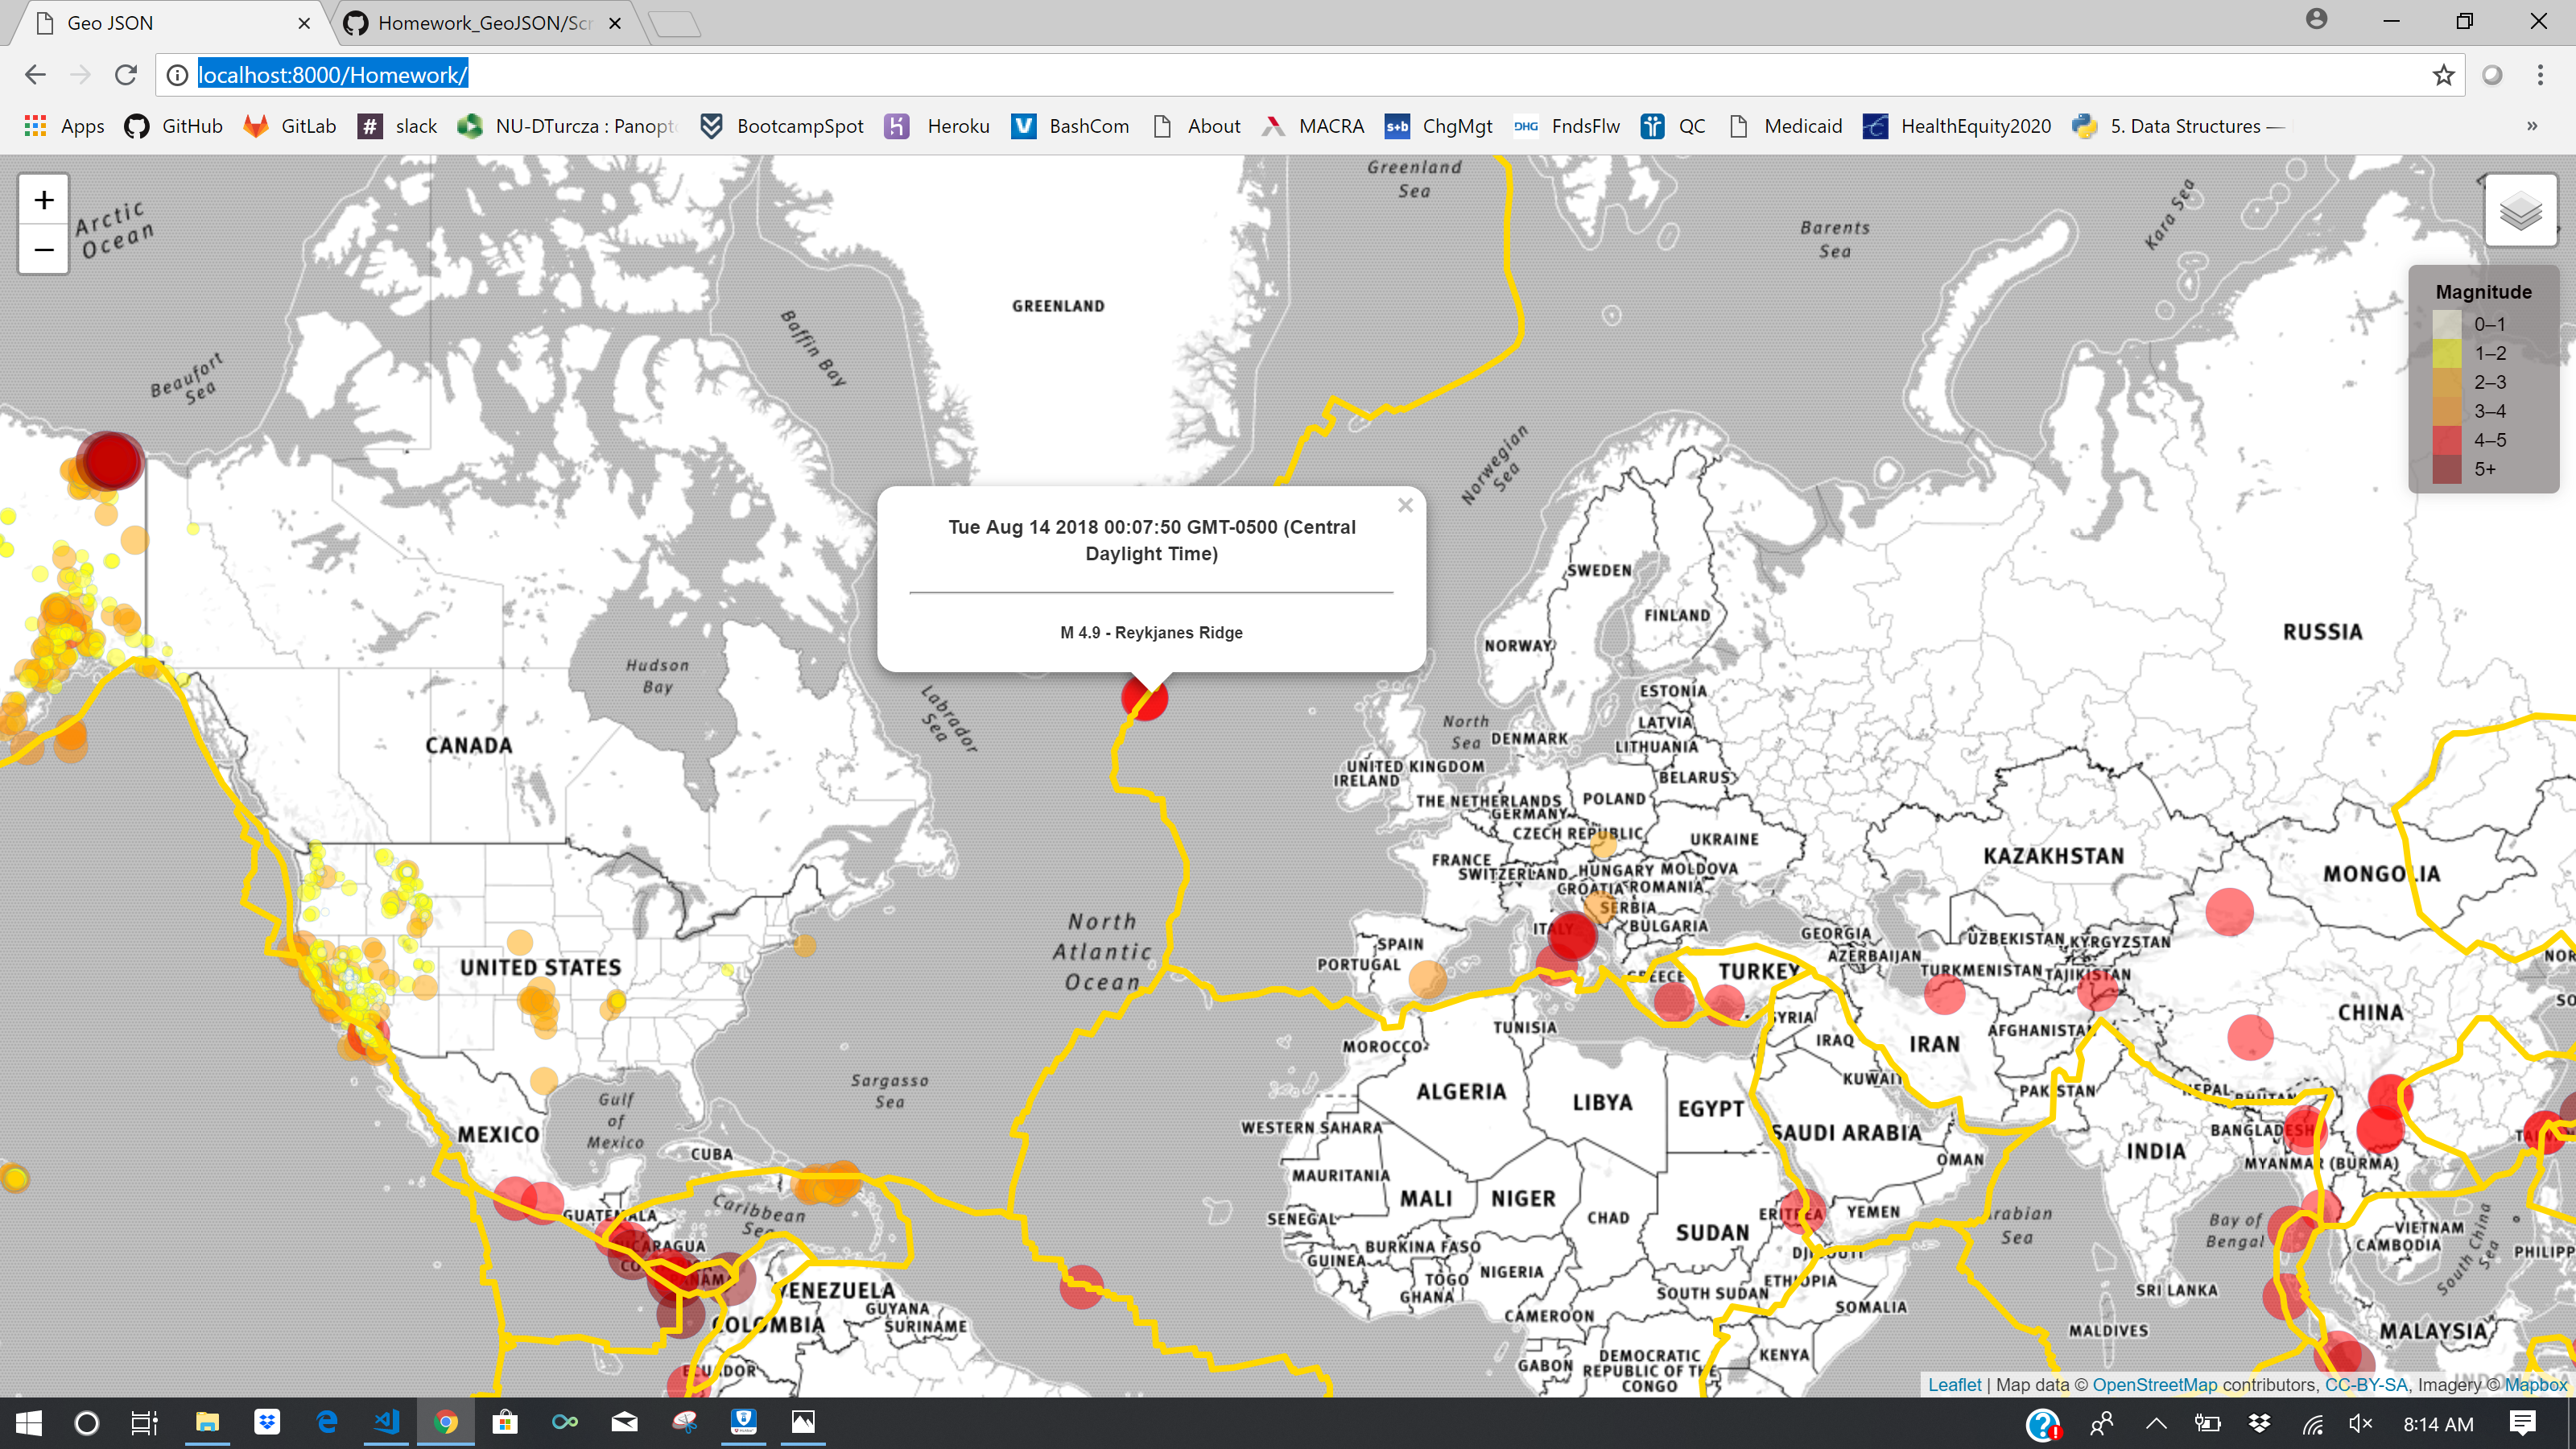 Geo JSON
Homework_GeoJSON/Scr
localhost:8000/Homework/
Apps GitHub GitLab slack NU-DTurcza : Panopt BootcampSpot Heroku BashCom About MACRA ChgMgt FndsFlw QC Medicaid HealthEquity2020 5. Data Structures —
»
+
−
Arctic
Ocean
Beaufort
Sea
Baffin Bay
GREENLAND
Greenland
Sea
Barents
Sea
Kara Sea
Norwegian
Sea
Magnitude
0–1
1–2
2–3
3–4
4–5
5+
×
Tue Aug 14 2018 00:07:50 GMT-0500 (Central
Daylight Time)
M 4.9 - Reykjanes Ridge
SWEDEN
FINLAND
NORWAY
RUSSIA
Hudson
Bay
Labrador
Sea
CANADA
ESTONIA
North
Sea
LATVIA
DENMARK
LITHUANIA
UNITED KINGDOM
IRELAND
BELARUS
THE NETHERLANDS
POLAND
GERMANY
CZECH REPUBLIC
UKRAINE
FRANCE
SWITZERLAND
HUNGARY
MOLDOVA
KAZAKHSTAN
MONGOLIA
CROATIA
ROMANIA
SERBIA
ITALY
BULGARIA
North
Atlantic
Ocean
SPAIN
PORTUGAL
GEORGIA
UZBEKISTAN
KYRGYZSTAN
AZERBAIJAN
TURKMENISTAN
TAJIKISTAN
UNITED STATES
GREECE
TURKEY
NOR
SO
TUNISIA
SYRIA
CHINA
MOROCCO
IRAQ
IRAN
AFGHANISTAN
Sargasso
Sea
ALGERIA
LIBYA
EGYPT
KUWAIT
PAKISTAN
NEPAL
BHUTAN
Gulf
of
Mexico
MEXICO
WESTERN SAHARA
SAUDI ARABIA
BANGLADESH
INDIA
CUBA
OMAN
MYANMAR (BURMA)
MAURITANIA
MALI
NIGER
GUATEMALA
Caribbean
Sea
SENEGAL
CHAD
SUDAN
ERITREA
YEMEN
Arabian
Sea
Bay of
Bengal
VIETNAM
CAMBODIA
South China
Sea
PHILIPP
NICARAGUA
BURKINA FASO
GUINEA
DJIBOUTI
PANAM
VENEZUELA
TOGO
NIGERIA
GHANA
ETHIOPIA
SOUTH SUDAN
SRI LANKA
GUYANA
SURINAME
COLOMBIA
CAMEROON
SOMALIA
MALDIVES
MALAYSIA
ECUADOR
GABON
DEMOCRATIC
REPUBLIC OF THE
CONGO
KENYA
Leaflet | Map data © OpenStreetMap contributors, CC-BY-SA, Imagery © Mapbox
8:14 AM